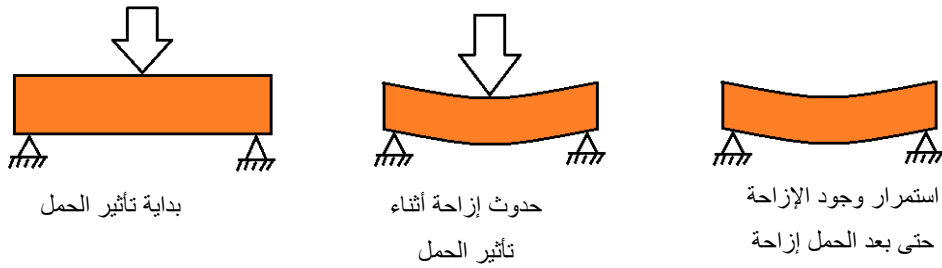 بداية تأثير الحمل
حدوث إزاحة أثناء
تأثير الحمل
استمرار وجود الإزاحة
حتى بعد الحمل إزاحة